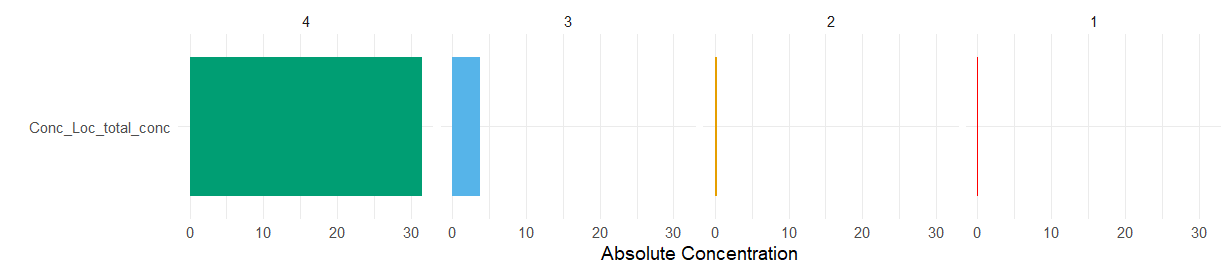 4 3 2 1
Conc_Loc_total_conc
0 10 20 30 0 10 20 30 0 10 20 30 0 10 20 30
Absolute Concentration